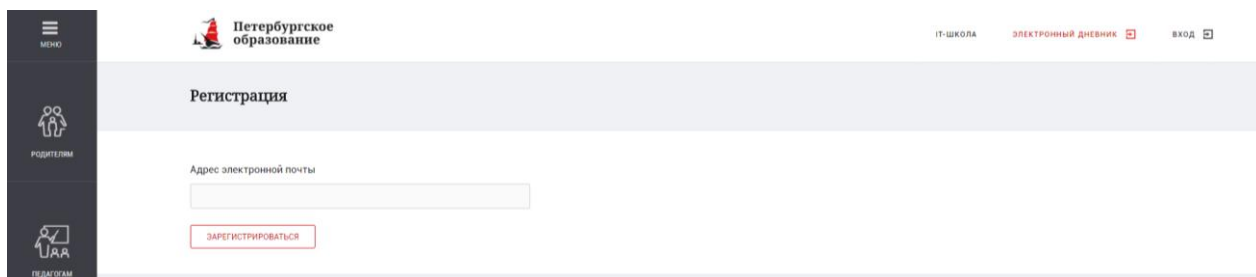 МЕНЮ
Петербургское
образование
IT-ШКОЛА
ЭЛЕКТРОННЫЙ ДНЕВНИК
ВХОД
Регистрация
РОДИТЕЛЯМ
Адрес электронной почты
ЗАРЕГИСТРИРОВАТЬСЯ
ПЕДАГОГАМ